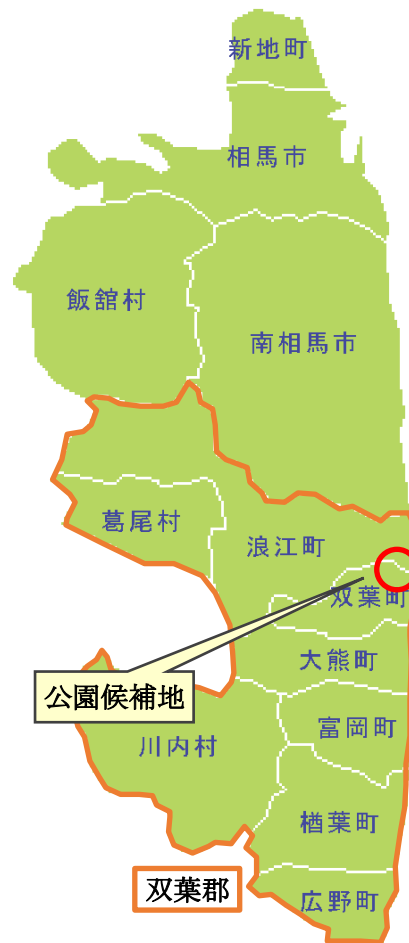 新地町
相馬市
飯舘村
南相馬市
葛尾村
浪江町
双葉町
大熊町
公園候補地
富岡町
川内村
楢葉町
双葉郡
広野町